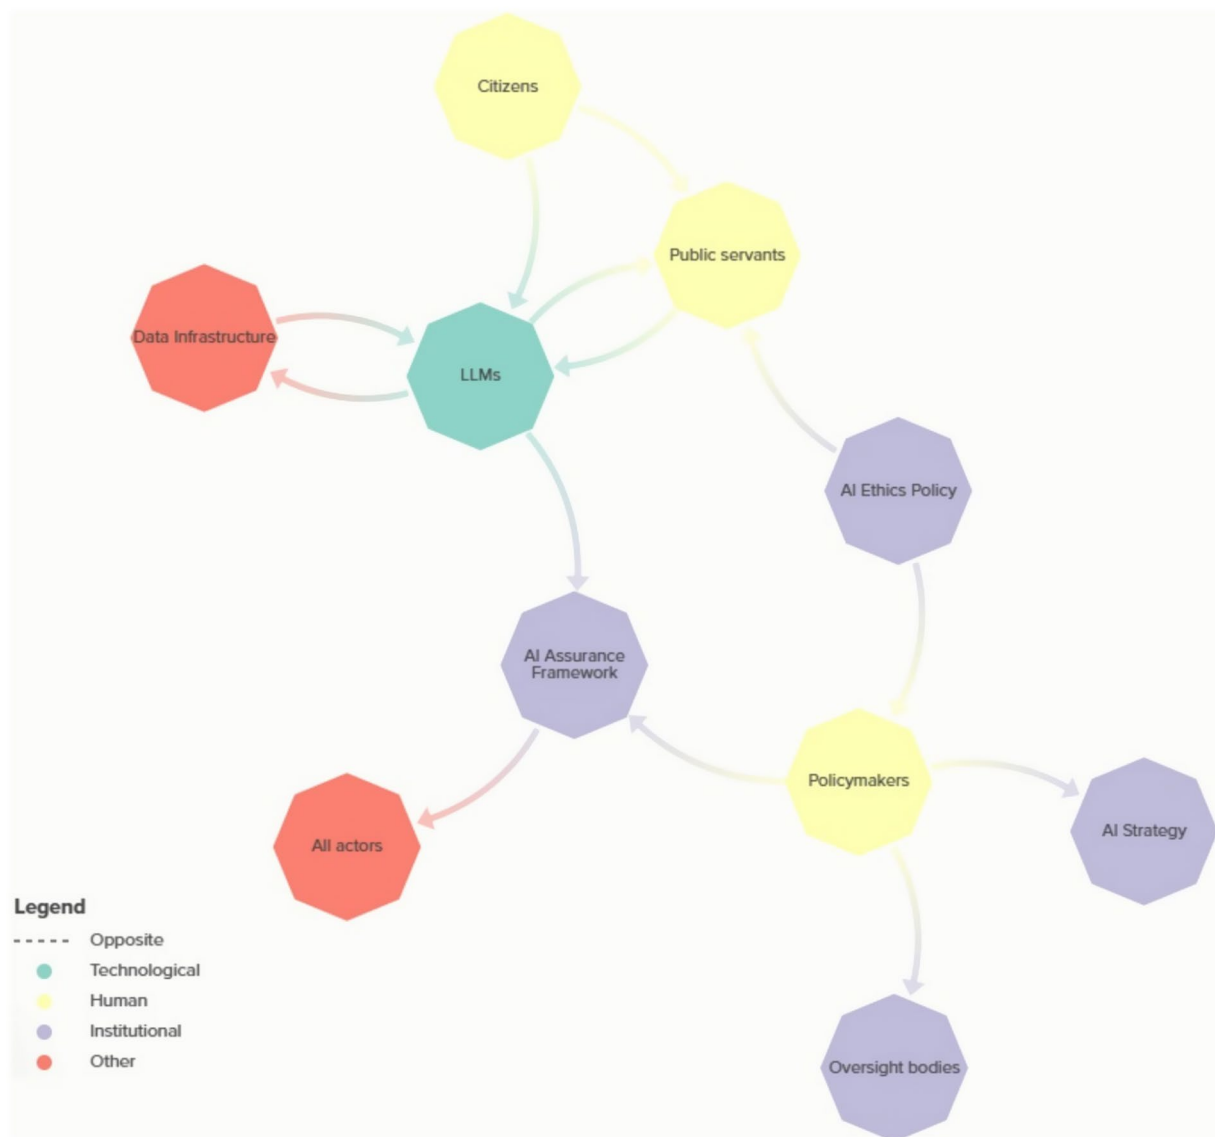 Citizens
Public servants
Data Infrastructure
LLMs
AI Ethics Policy
AI Assurance
Framework
Policymakers
AI Strategy
All actors
Oversight bodies
Legend
Opposite
Technological
Human
Institutional
Other